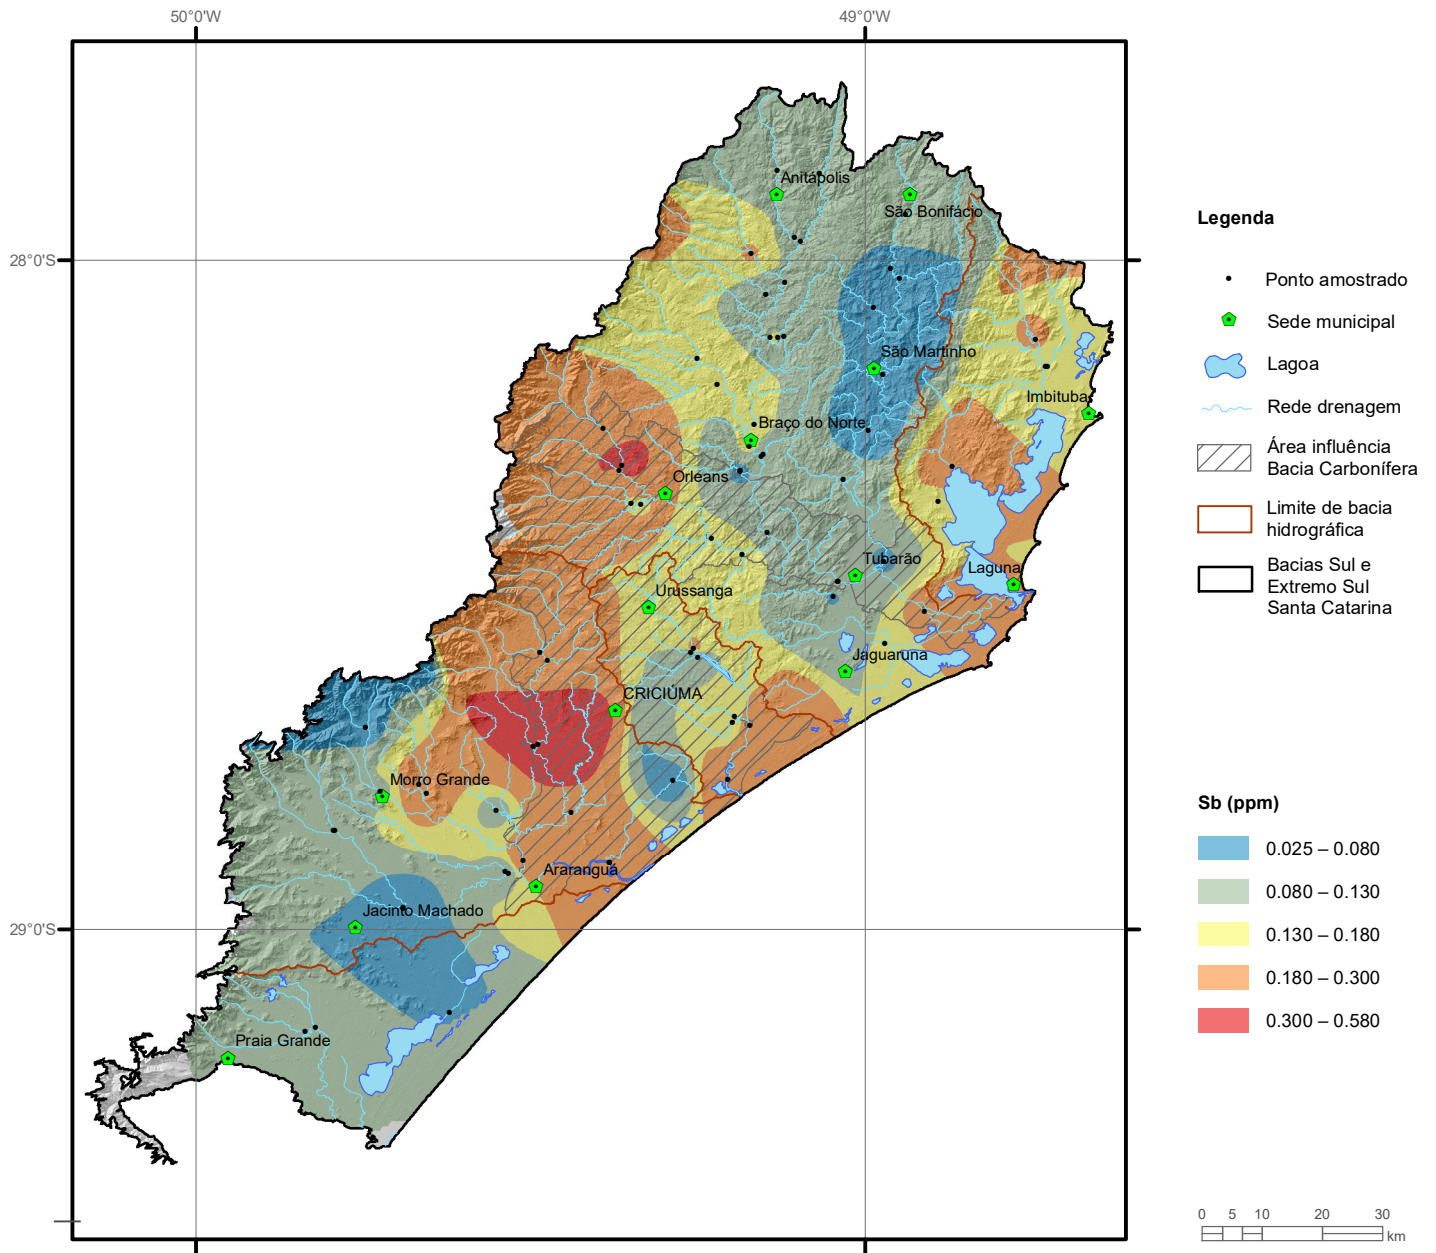 50°0'W
49°0'W
28°0'S
29°0'S
Anitápolis
São Bonifácio
São Martinho
Imbituba
Braço do Norte
Orleans
Tubarão
Laguna
Urussanga
Jaguaruna
CRICIÚMA
Morro Grande
Araranguá
Jacinto Machado
Praia Grande
Legenda
Ponto amostrado
Sede municipal
Lagoa
Rede drenagem
Área influência
Bacia Carbonífera
Limite de bacia
hidrográfica
Bacias Sul e
Extremo Sul
Santa Catarina
Sb (ppm)
0.025 – 0.080
0.080 – 0.130
0.130 – 0.180
0.180 – 0.300
0.300 – 0.580
0 5 10 20 30
km